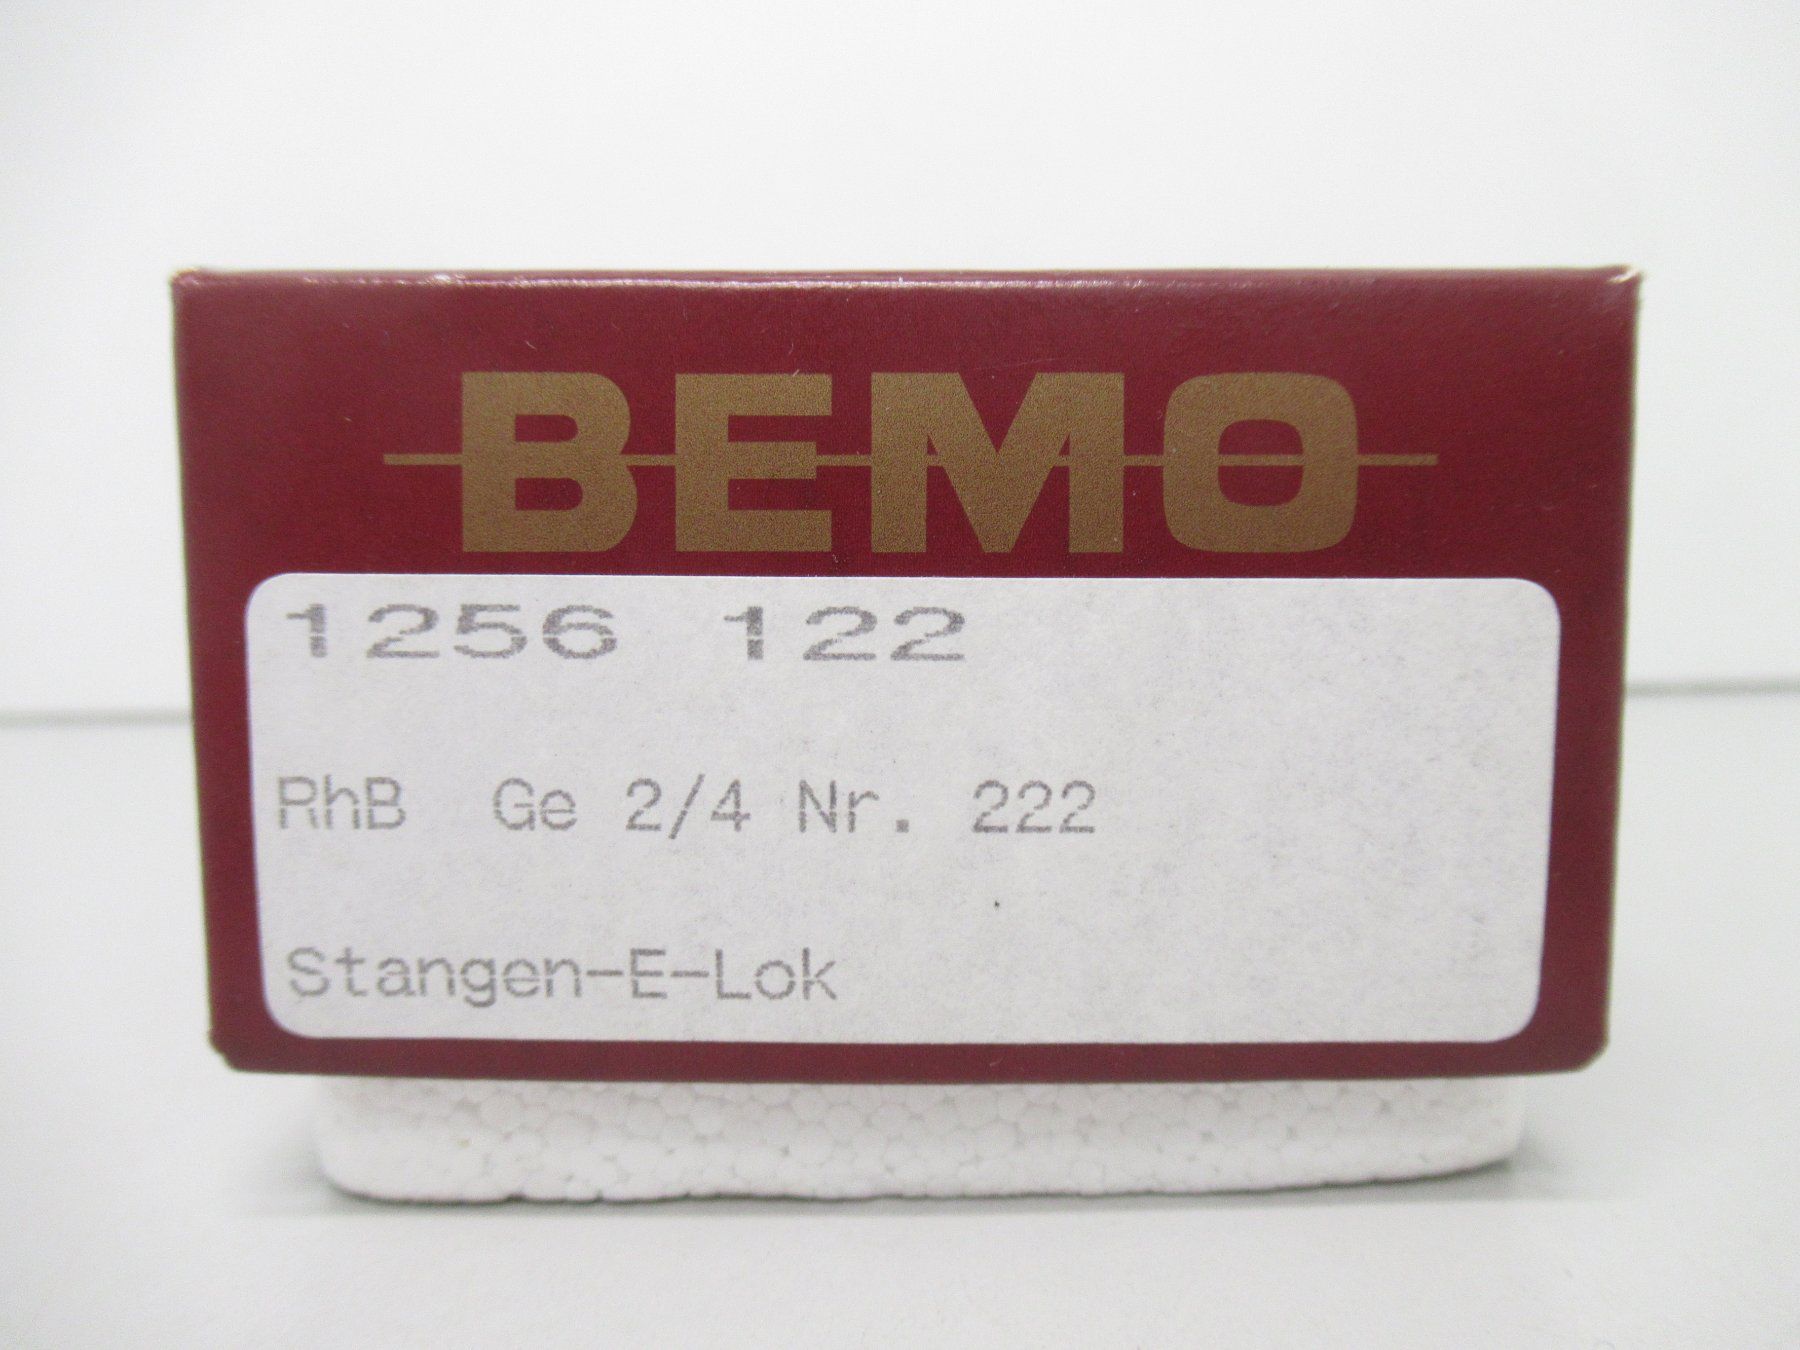 BEMO
1256 122
RhB Ge 2/4 Nr. 222
Stangen-E-Lok